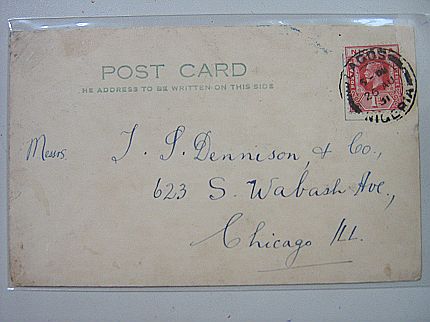 POST CARD
HE ADDRESS TO BE WRITTEN ON THIS SIDE
LAGOS
NIGERIA
Messrs.
T. S. Dennison & Co.,
623 S. Wabash Ave.,
Chicago Ill.